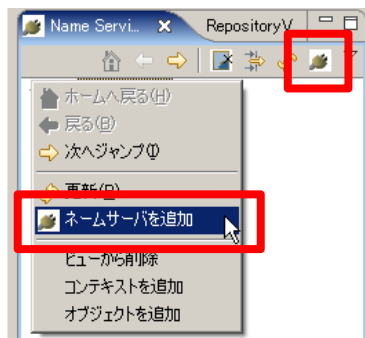 Name Servi...
RepositoryV
ホームへ戻る(H)
戻る(B)
次へジャンプ(I)
更新(R)
ネームサーバを追加
ビューから削除
コンテキストを追加
オブジェクトを追加